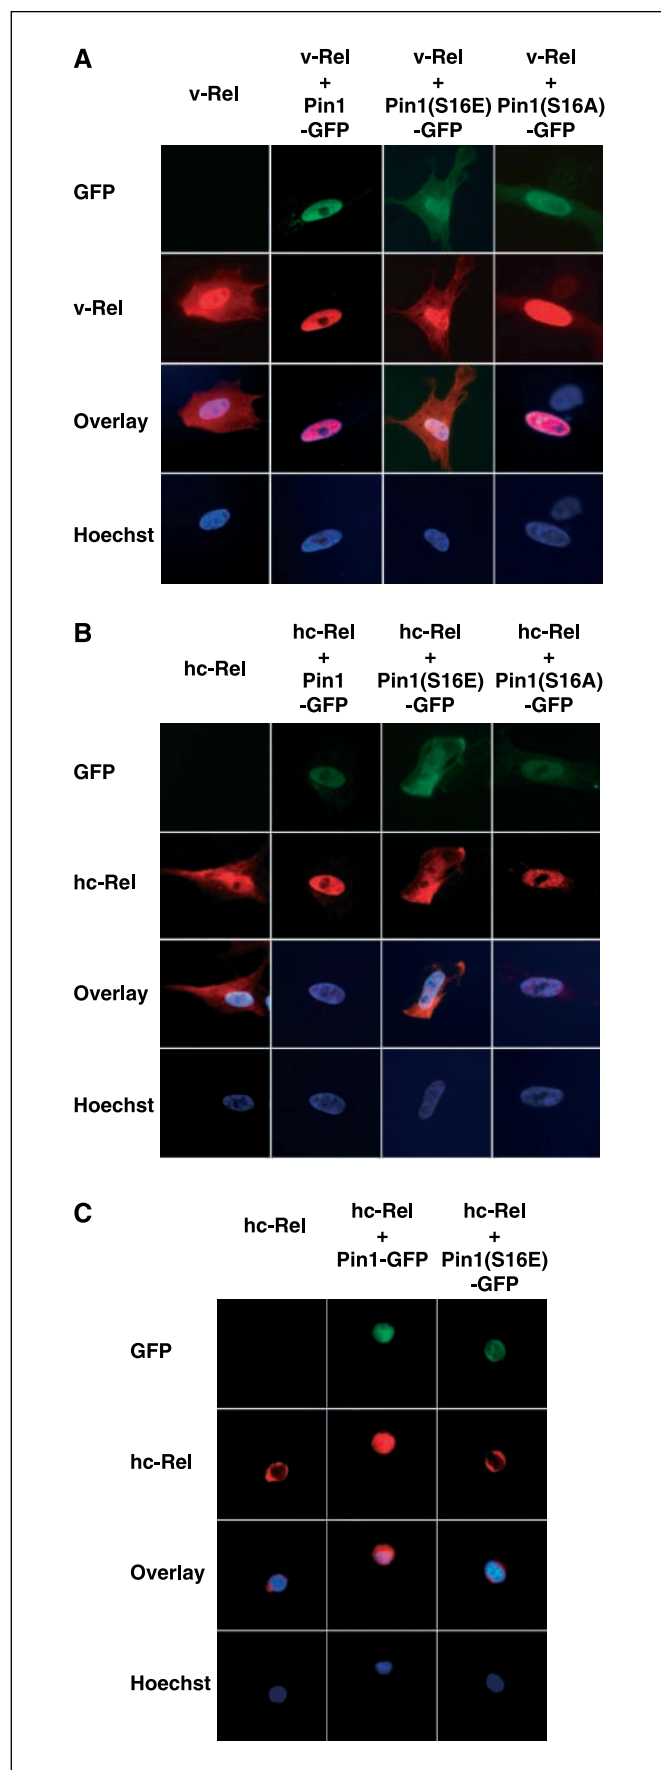 A
v-Rel
v-Rel
+
Pin1
-GFP
v-Rel
+
Pin1(S16E)
-GFP
v-Rel
+
Pin1(S16A)
-GFP
GFP
v-Rel
Overlay
Hoechst
B
hc-Rel
hc-Rel
+
Pin1
-GFP
hc-Rel
+
Pin1(S16E)
-GFP
hc-Rel
+
Pin1(S16A)
-GFP
GFP
hc-Rel
Overlay
Hoechst
C
hc-Rel
hc-Rel
+
Pin1-GFP
hc-Rel
+
Pin1(S16E)
-GFP
GFP
hc-Rel
Overlay
Hoechst